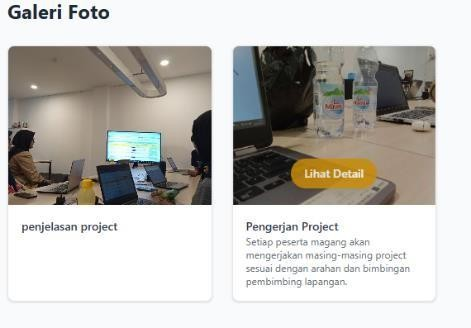 Galeri Foto
penjelasan project
Lihat Detail
Pengerjan Project
Setiap peserta magang akan
mengerjakan masing-masing project
sesuai dengan arahan dan bimbingan
pembimbing lapangan.